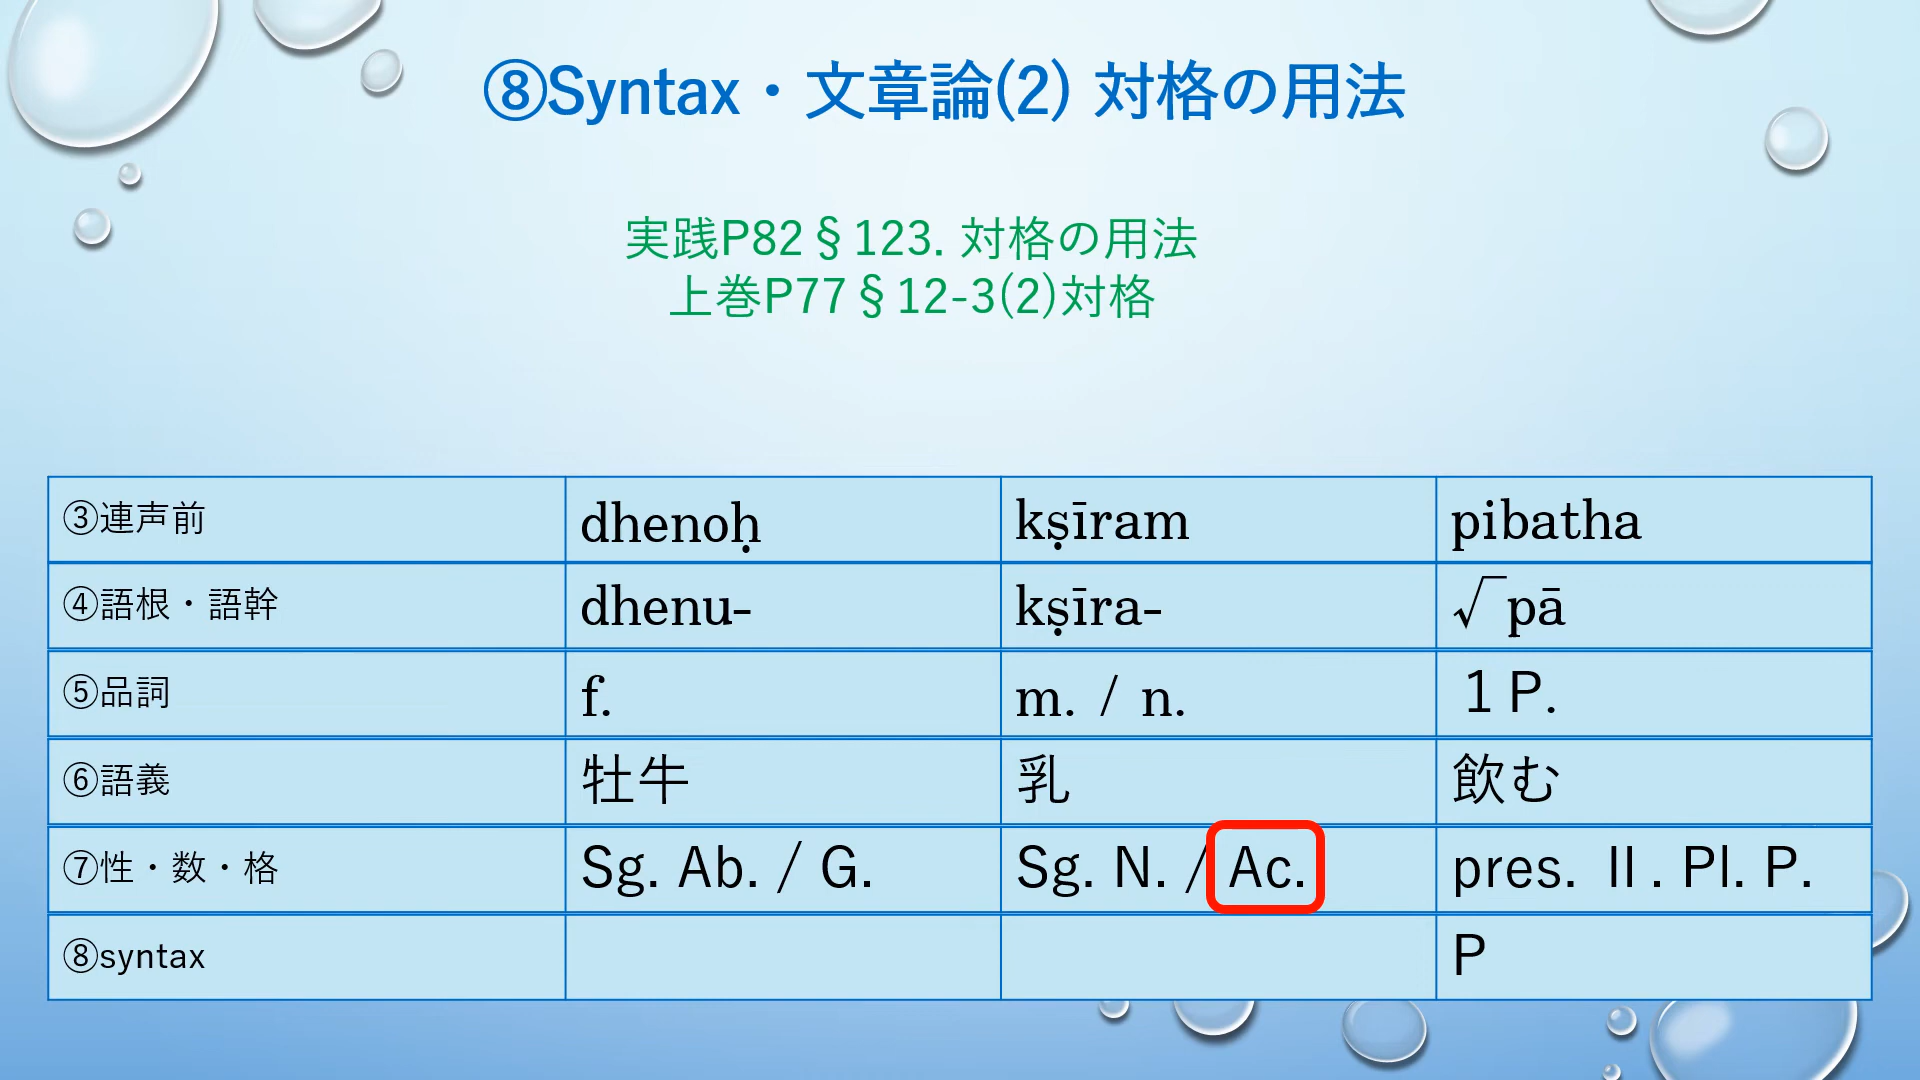 ⑧Syntax・文章論(2) 対格の用法
実践P82§123. 対格の用法
上巻P77§12-3(2)対格
③連声前 dhenoḥ kṣīram pibatha
④語根・語幹 dhenu- kṣīra- √pā
⑤品詞 f. m. / n. 1P.
⑥語義 牡牛 乳 飲む
⑦性・数・格 Sg. Ab. / G. Sg. N. / Ac. pres. II. Pl. P.
⑧syntax P